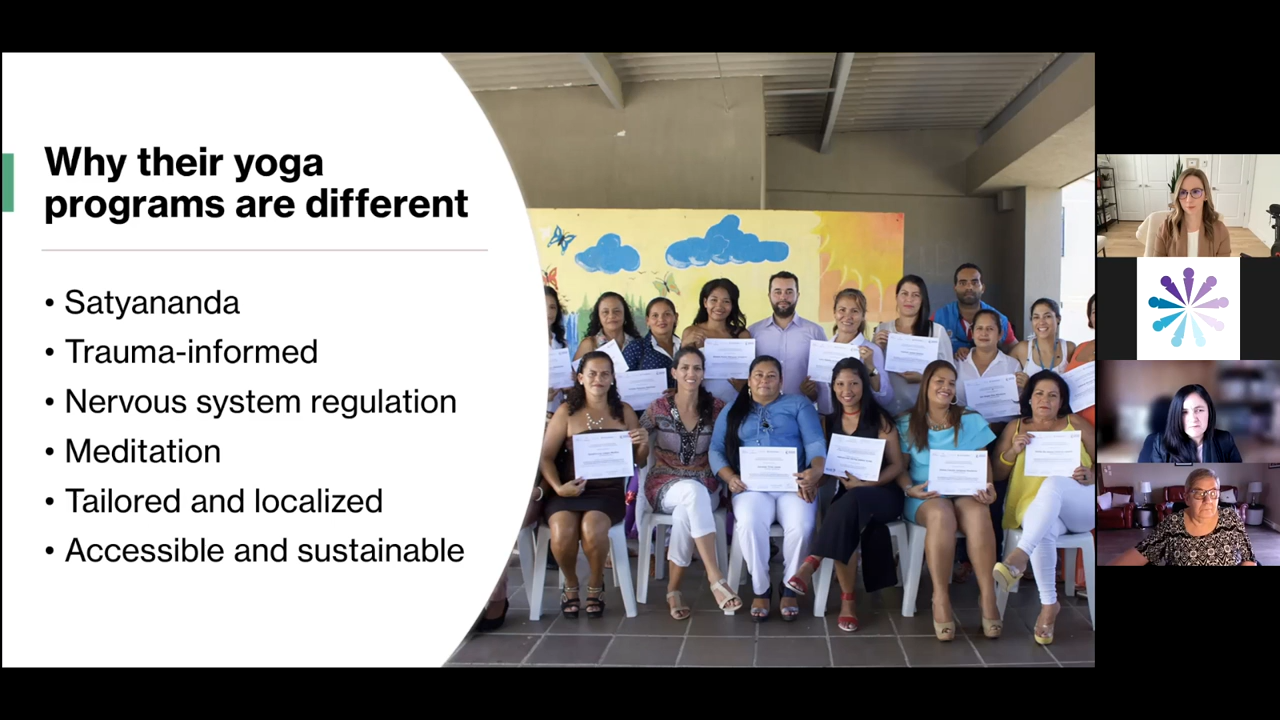 Why their yoga
programs are different
• Satyananda
• Trauma-informed
• Nervous system regulation
• Meditation
• Tailored and localized
• Accessible and sustainable